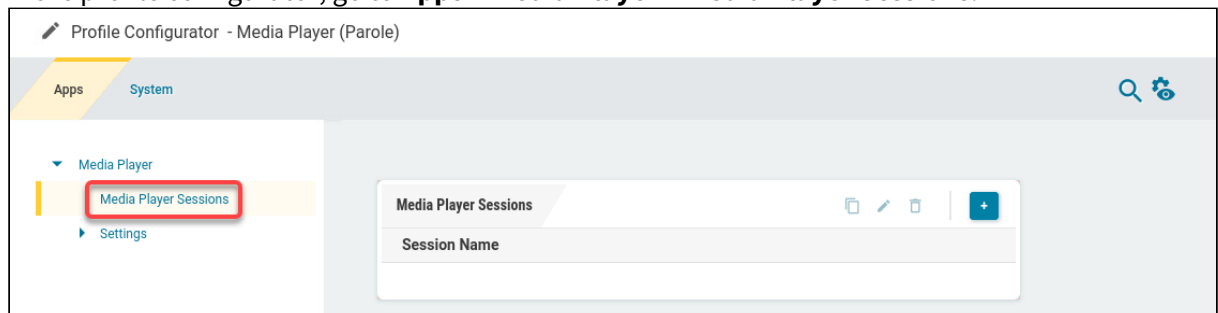 Profile Configurator - Media Player (Parole)
Apps System
Media Player
Media Player Sessions
Settings
Media Player Sessions
+
Session Name